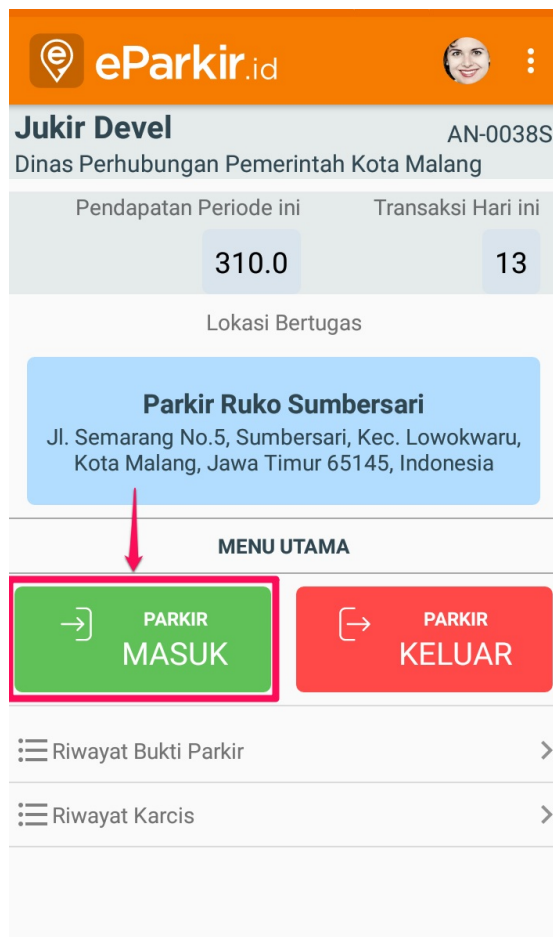 eParkir.id
Jukir Devel
AN-0038S
Dinas Perhubungan Pemerintah Kota Malang
Pendapatan Periode ini
Transaksi Hari ini
310.0
13
Lokasi Bertugas
Parkir Ruko Sumbersari
Jl. Semarang No.5, Sumbersari, Kec. Lowokwaru,
Kota Malang, Jawa Timur 65145, Indonesia
MENU UTAMA
PARKIR
MASUK
PARKIR
KELUAR
Riwayat Bukti Parkir
Riwayat Karcis